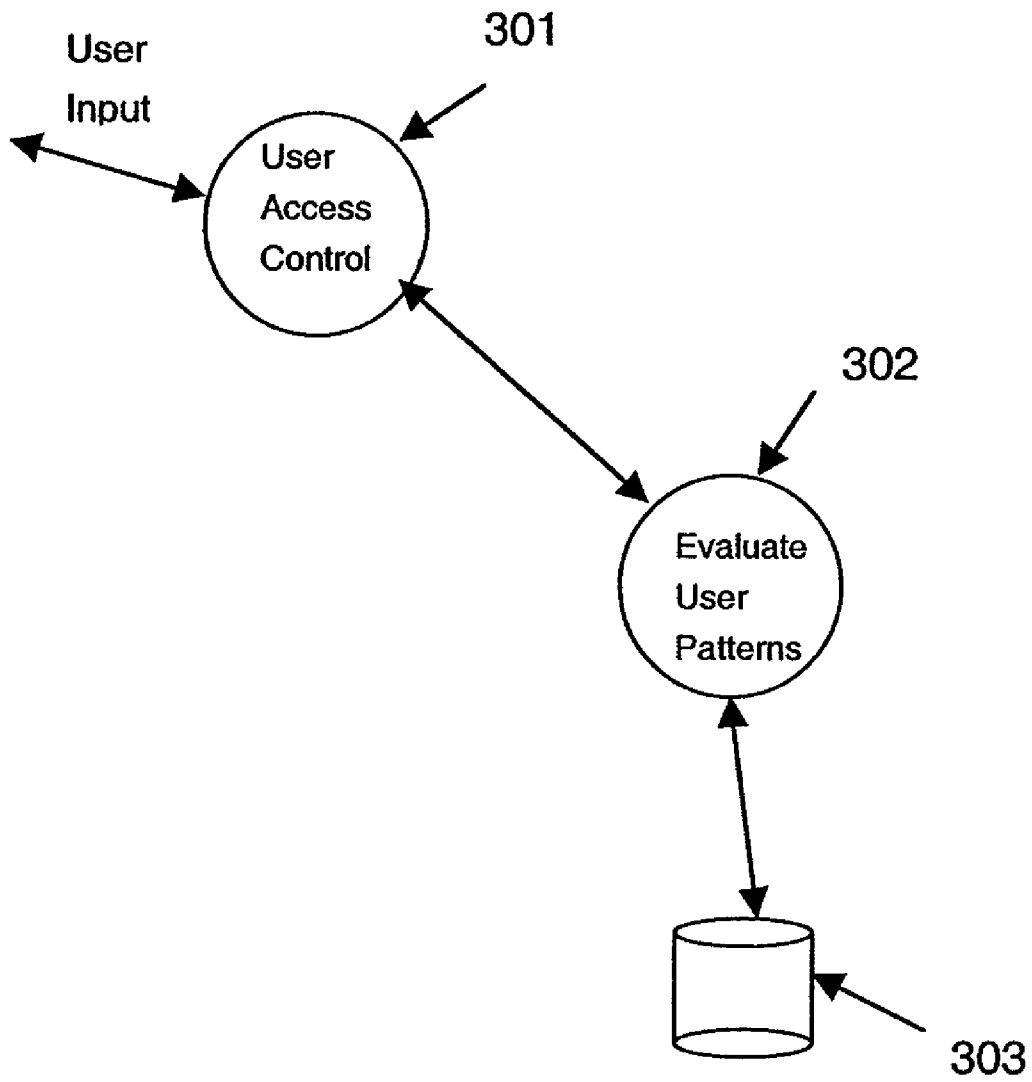 301
User
Input
User
Access
Control
302
Evaluate
User
Patterns
303